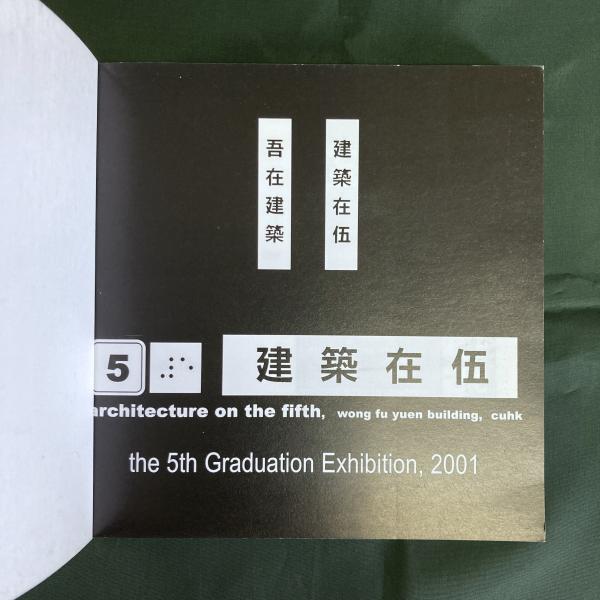 建築在伍
吾在建築
5 ⠼⠑ 建築在伍
architecture on the fifth, wong fu yuen building, cuhk
the 5th Graduation Exhibition, 2001